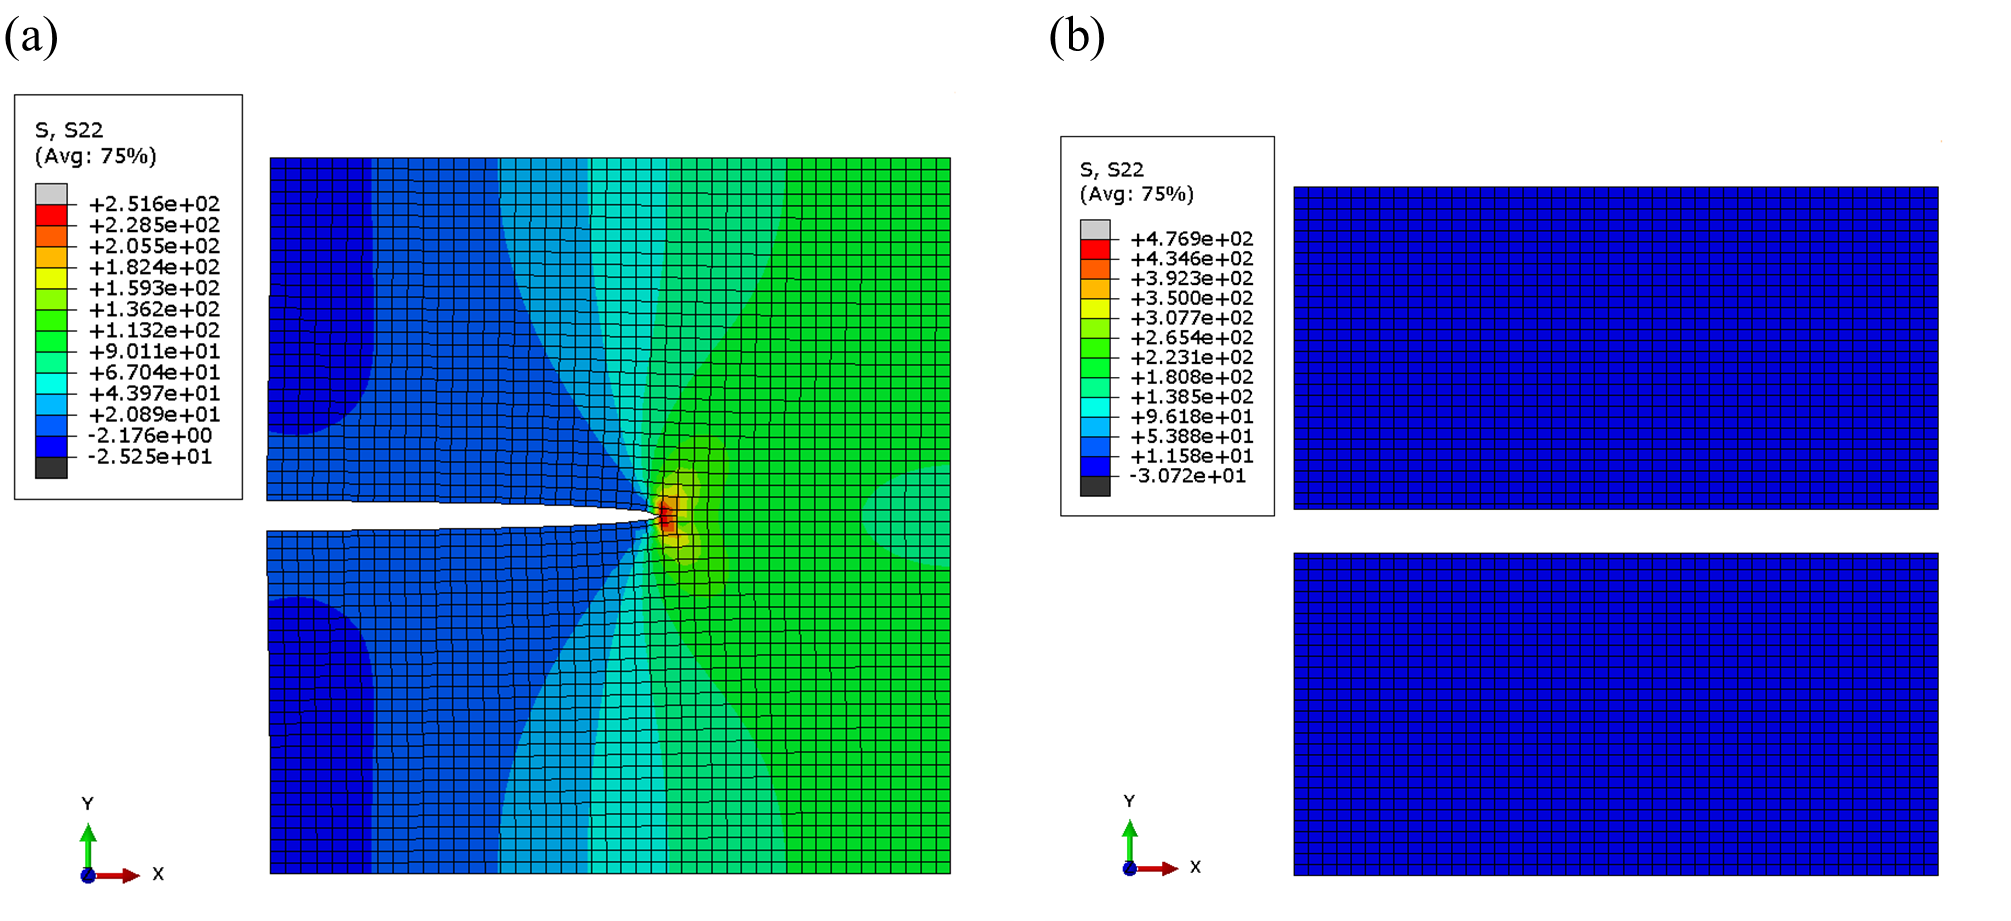 (a)
S, S22
(Avg: 75%)
+2.516e+02
+2.285e+02
+2.055e+02
+1.824e+02
+1.593e+02
+1.362e+02
+1.132e+02
+9.011e+01
+6.704e+01
+4.397e+01
+2.089e+01
-2.176e+00
-2.525e+01
Y
Z
X
(b)
S, S22
(Avg: 75%)
+4.769e+02
+4.346e+02
+3.923e+02
+3.500e+02
+3.077e+02
+2.654e+02
+2.231e+02
+1.808e+02
+1.385e+02
+9.618e+01
+5.388e+01
+1.158e+01
-3.072e+01
Y
Z
X